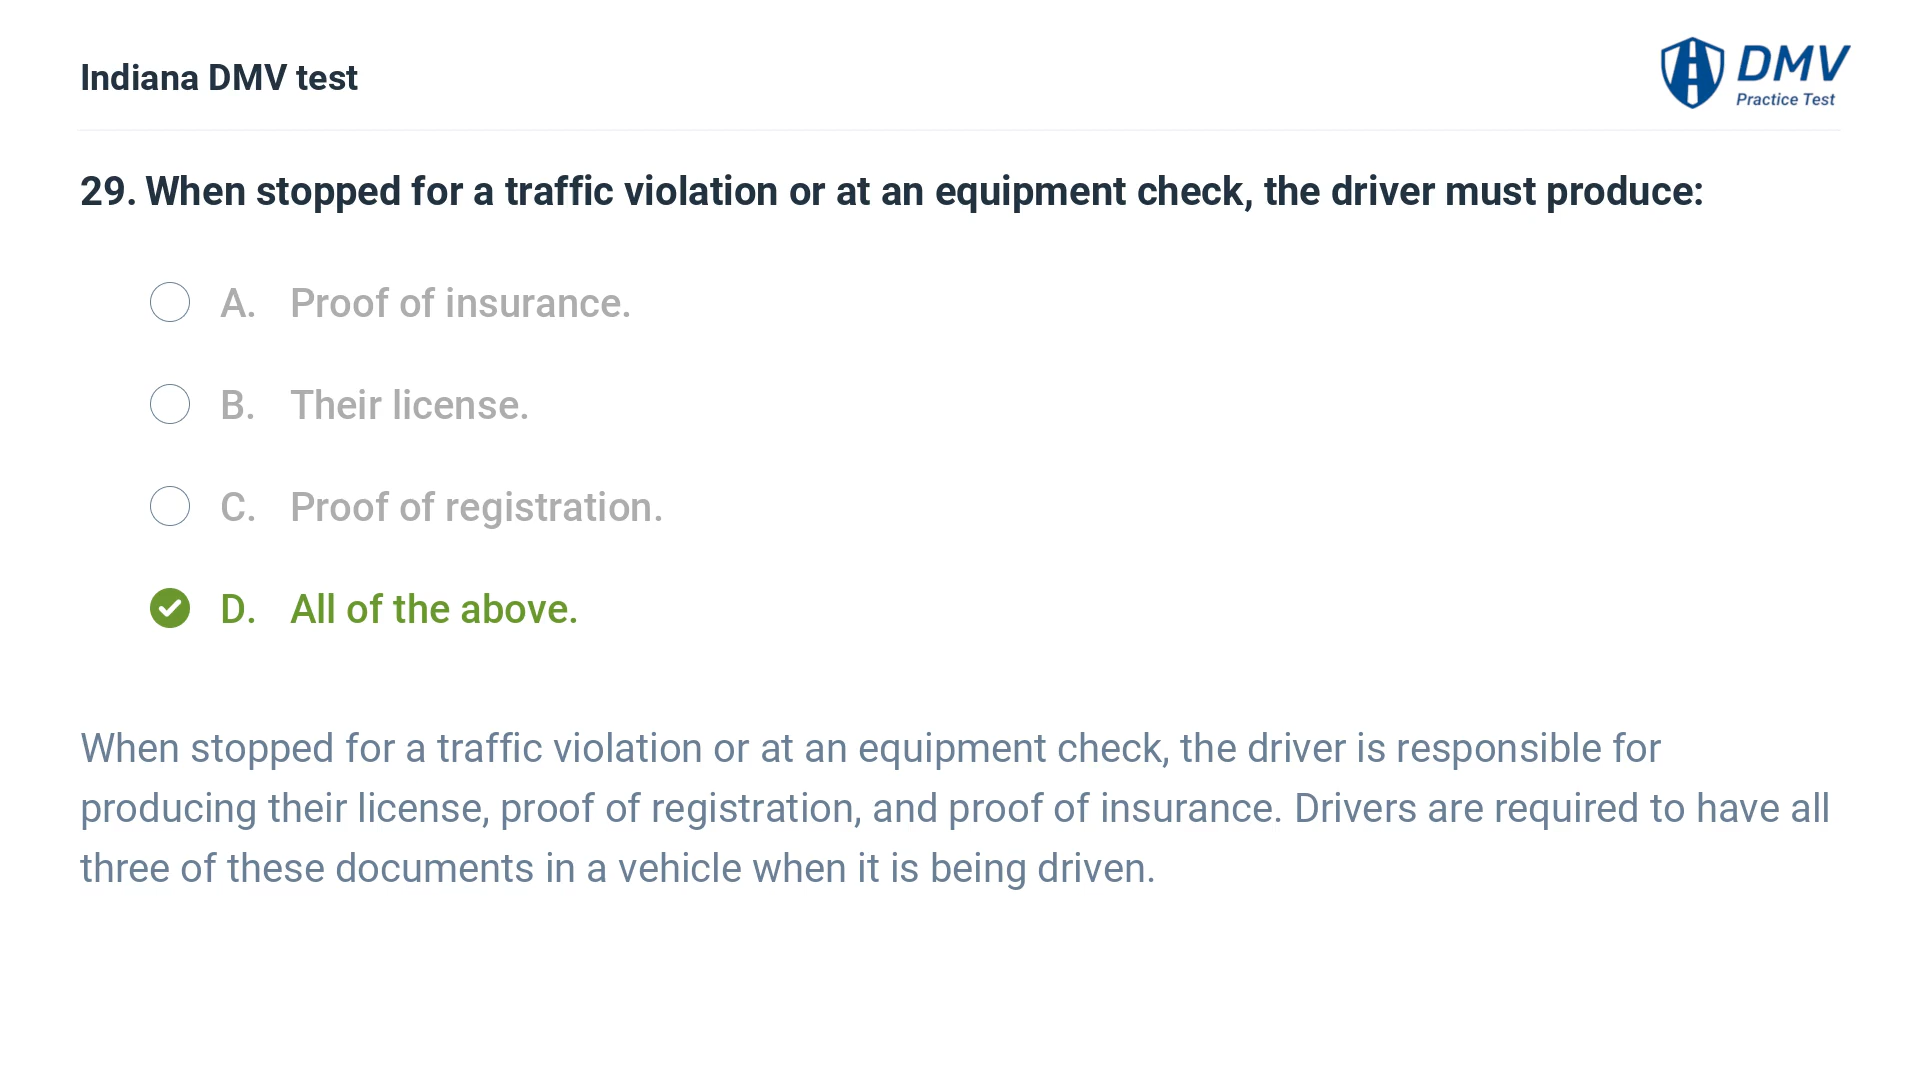 Indiana DMV test
DMV
Practice Test
29. When stopped for a traffic violation or at an equipment check, the driver must produce:
A. Proof of insurance.
B. Their license.
C. Proof of registration.
D. All of the above.
When stopped for a traffic violation or at an equipment check, the driver is responsible for
producing their license, proof of registration, and proof of insurance. Drivers are required to have all
three of these documents in a vehicle when it is being driven.